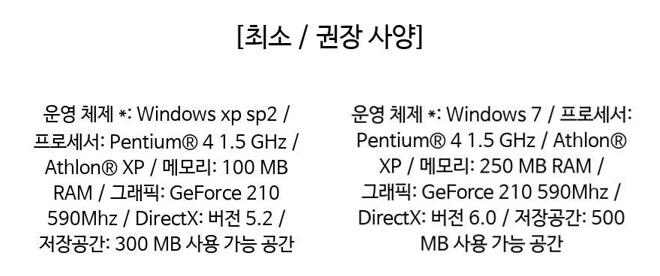 [최소 / 권장 사양]
운영 체제 *: Windows xp sp2 /
프로세서: Pentium® 4 1.5 GHz /
Athlon® XP / 메모리: 100 MB
RAM / 그래픽: GeForce 210
590Mhz / DirectX: 버전 5.2 /
저장공간: 300 MB 사용 가능 공간
운영 체제 *: Windows 7 / 프로세서:
Pentium® 4 1.5 GHz / Athlon®
XP / 메모리: 250 MB RAM /
그래픽: GeForce 210 590Mhz /
DirectX: 버전 6.0 / 저장공간: 500
MB 사용 가능 공간